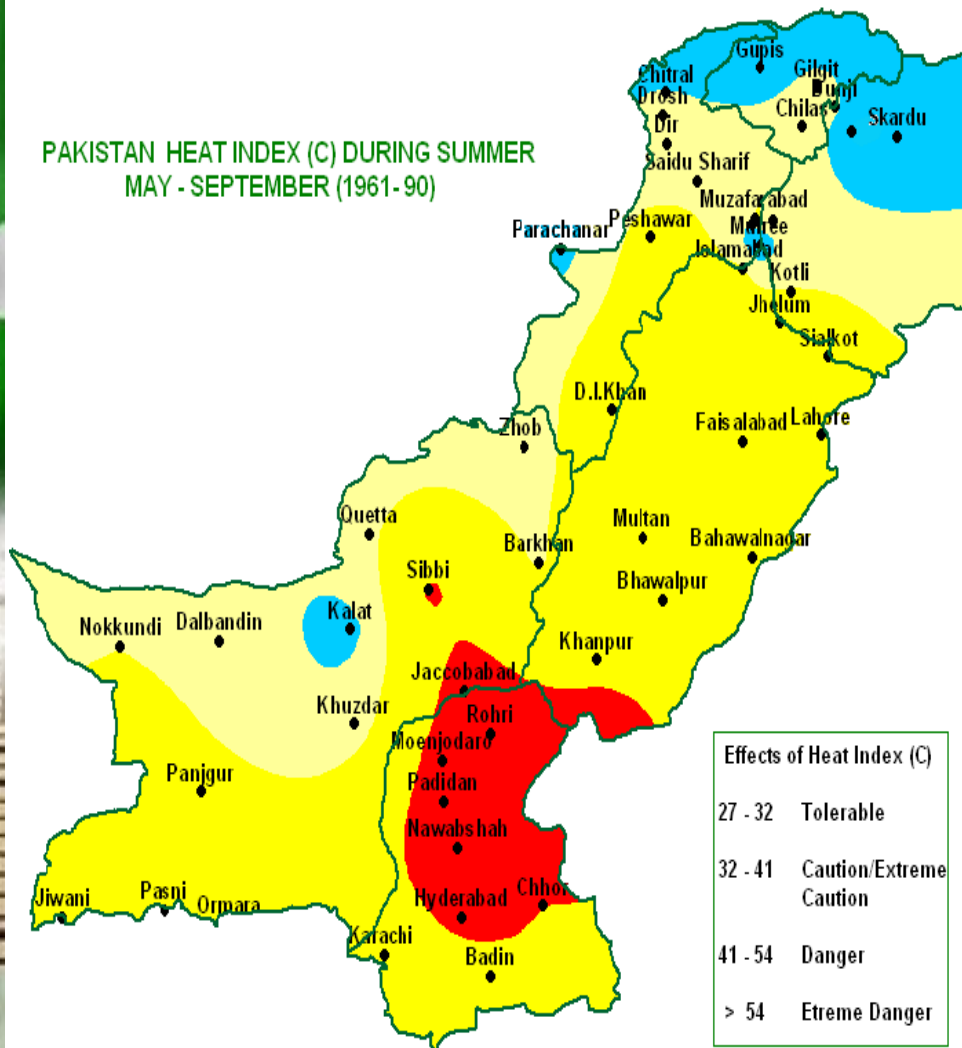 PAKISTAN HEAT INDEX (C) DURING SUMMER
MAY - SEPTEMBER (1961-90)
Gupis
Chitral
Gilgit
Drosh
Bunji
Chilas
Skardu
Dir
Saidu Sharif
Muzafarabad
Parachanar
Peshawar
Murree
Islamabad
Kotli
Jhelum
Sialkot
D.I.Khan
Zhob
Faisalabad
Lahore
Quetta
Multan
Barkhan
Bahawalnagar
Sibbi
Bhawalpur
Kalat
Nokkundi
Dalbandin
Khanpur
Jaccobabad
Khuzdar
Rohri
Moenjodaro
Panjgur
Padidan
Nawabshah
Jiwani
Pasni
Ormara
Hyderabad
Chhor
Karachi
Badin
Effects of Heat Index (C)
27 - 32 Tolerable
32 - 41 Caution/Extreme
Caution
41 - 54 Danger
> 54 Etreme Danger